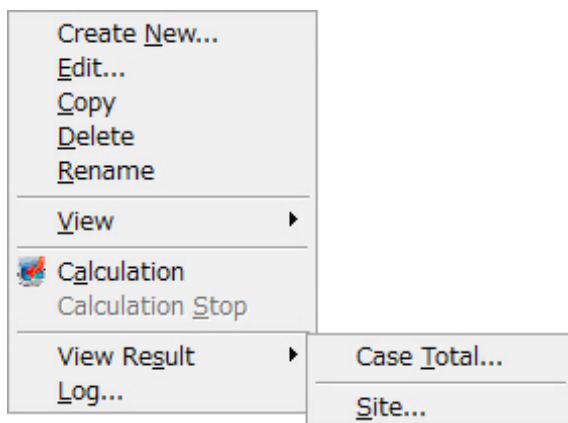 Create New...
Edit...
Copy
Delete
Rename
View
Calculation
Calculation Stop
View Result
Log...
Case Total...
Site...